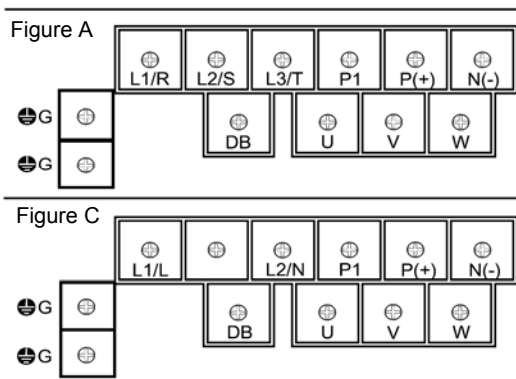 Figure A
L1/R L2/S L3/T P1 P(+) N(-)
G
DB U V W
G
Figure C
L1/L L2/N P1 P(+) N(-)
G
DB U V W
G